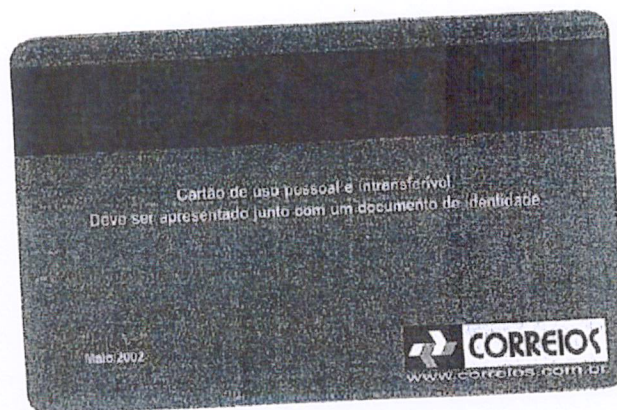 Cartão de uso pessoal e intransferível.
Deve ser apresentado junto com um documento de identidade.
Maio 2002
CORREIOS
www.correios.com.br